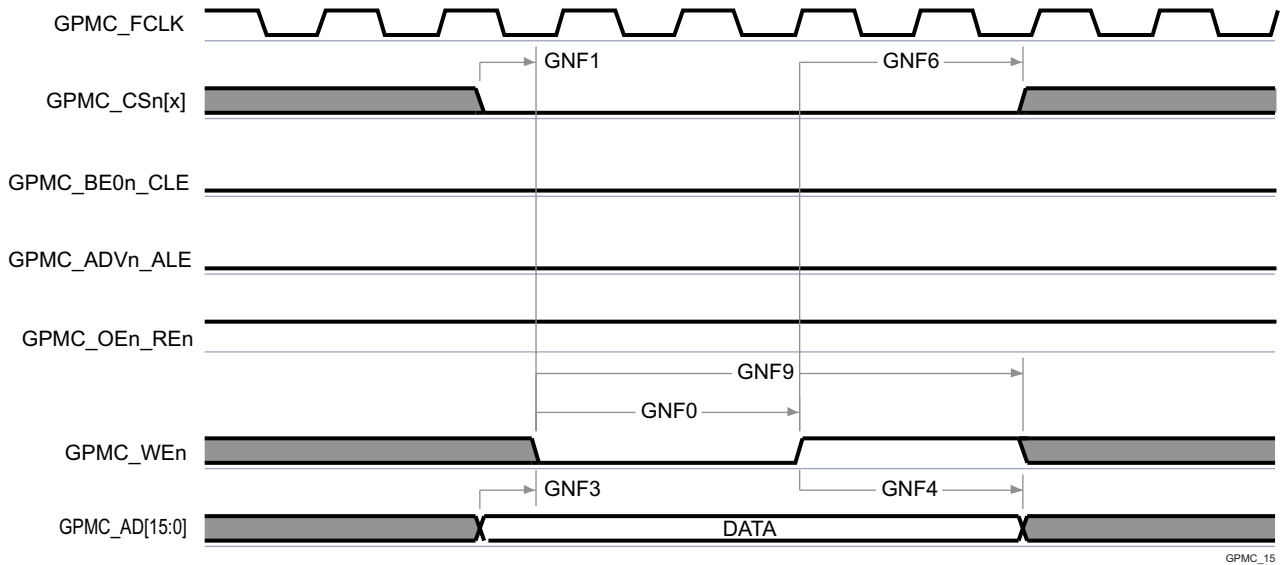 GPMC_FCLK
GNF1
GNF6
GPMC_CSn[x]
GPMC_BE0n_CLE
GPMC_ADVn_ALE
GPMC_OEn_REn
GNF9
GNF0
GPMC_WEn
GNF3
GNF4
GPMC_AD[15:0]
DATA
GPMC_15